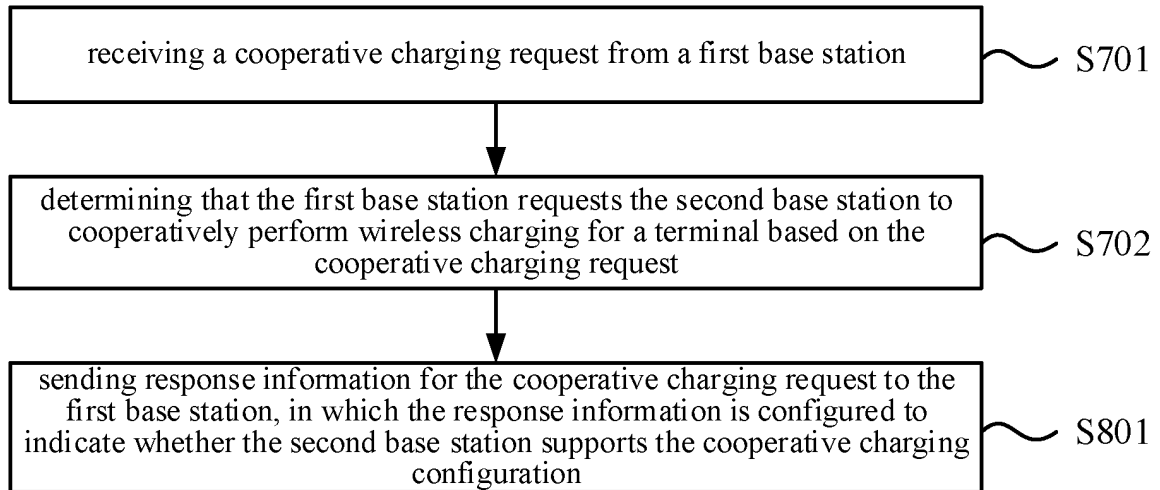 receiving a cooperative charging request from a first base station
S701
determining that the first base station requests the second base station to
cooperatively perform wireless charging for a terminal based on the
cooperative charging request
S702
sending response information for the cooperative charging request to the
first base station, in which the response information is configured to
indicate whether the second base station supports the cooperative charging
configuration
S801